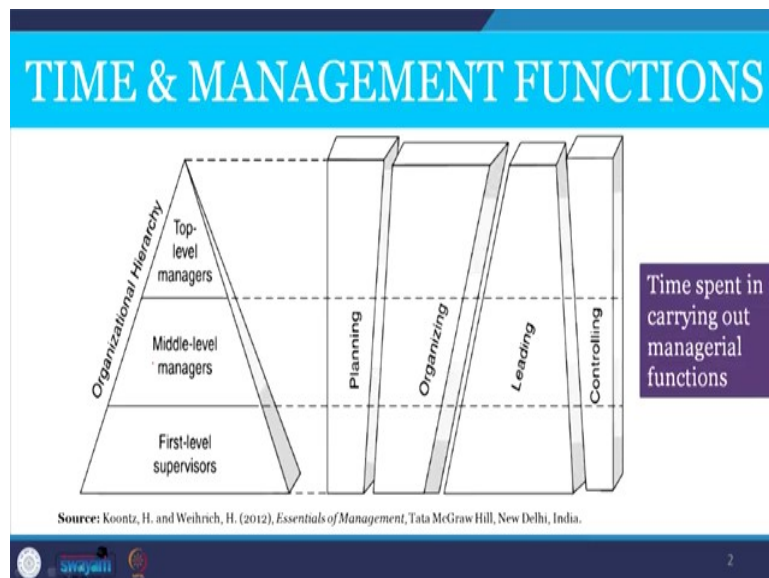 TIME & MANAGEMENT FUNCTIONS
Organizational Hierarchy
Top-
level
managers
Middle-level
managers
First-level
supervisors
Planning
Organizing
Leading
Controlling
Time spent in
carrying out
managerial
functions
Source: Koontz, H. and Weihrich, H. (2012), Essentials of Management, Tata McGraw Hill, New Delhi, India.
swayam
2